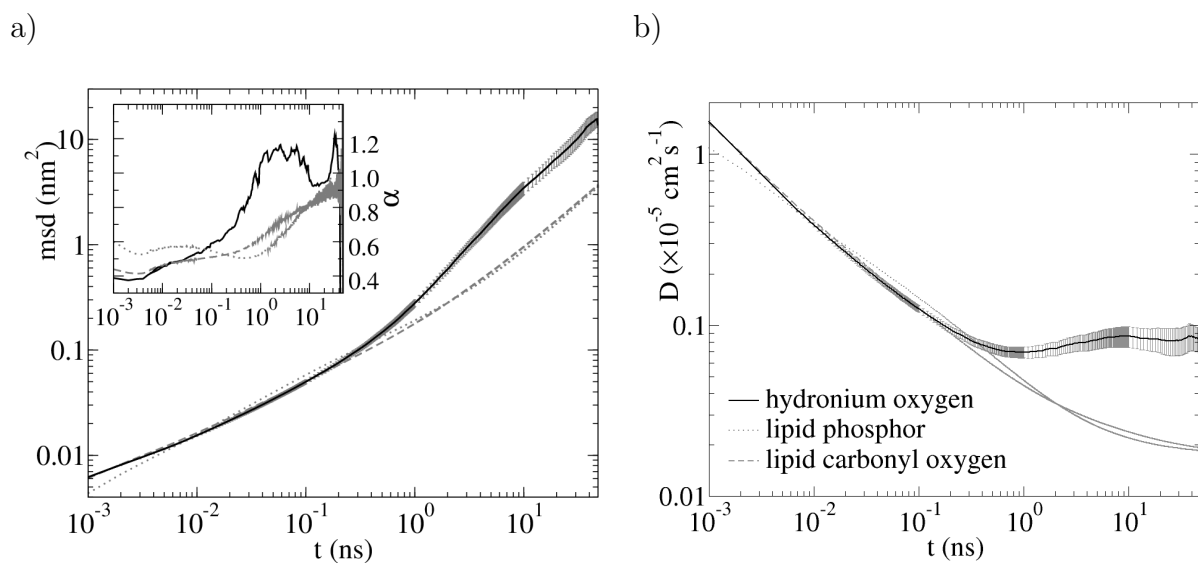 a)
msd (nm²)
10
1
0.1
0.01
10⁻³ 10⁻² 10⁻¹ 10⁰ 10¹
t (ns)
1.2
1.0
0.8
0.6
0.4
α
10⁻³ 10⁻² 10⁻¹ 10⁰ 10¹
b)
D (×10⁻⁵ cm² s⁻¹)
1
0.1
0.01
hydronium oxygen
lipid phosphor
lipid carbonyl oxygen
10⁻³ 10⁻² 10⁻¹ 10⁰ 10¹
t (ns)